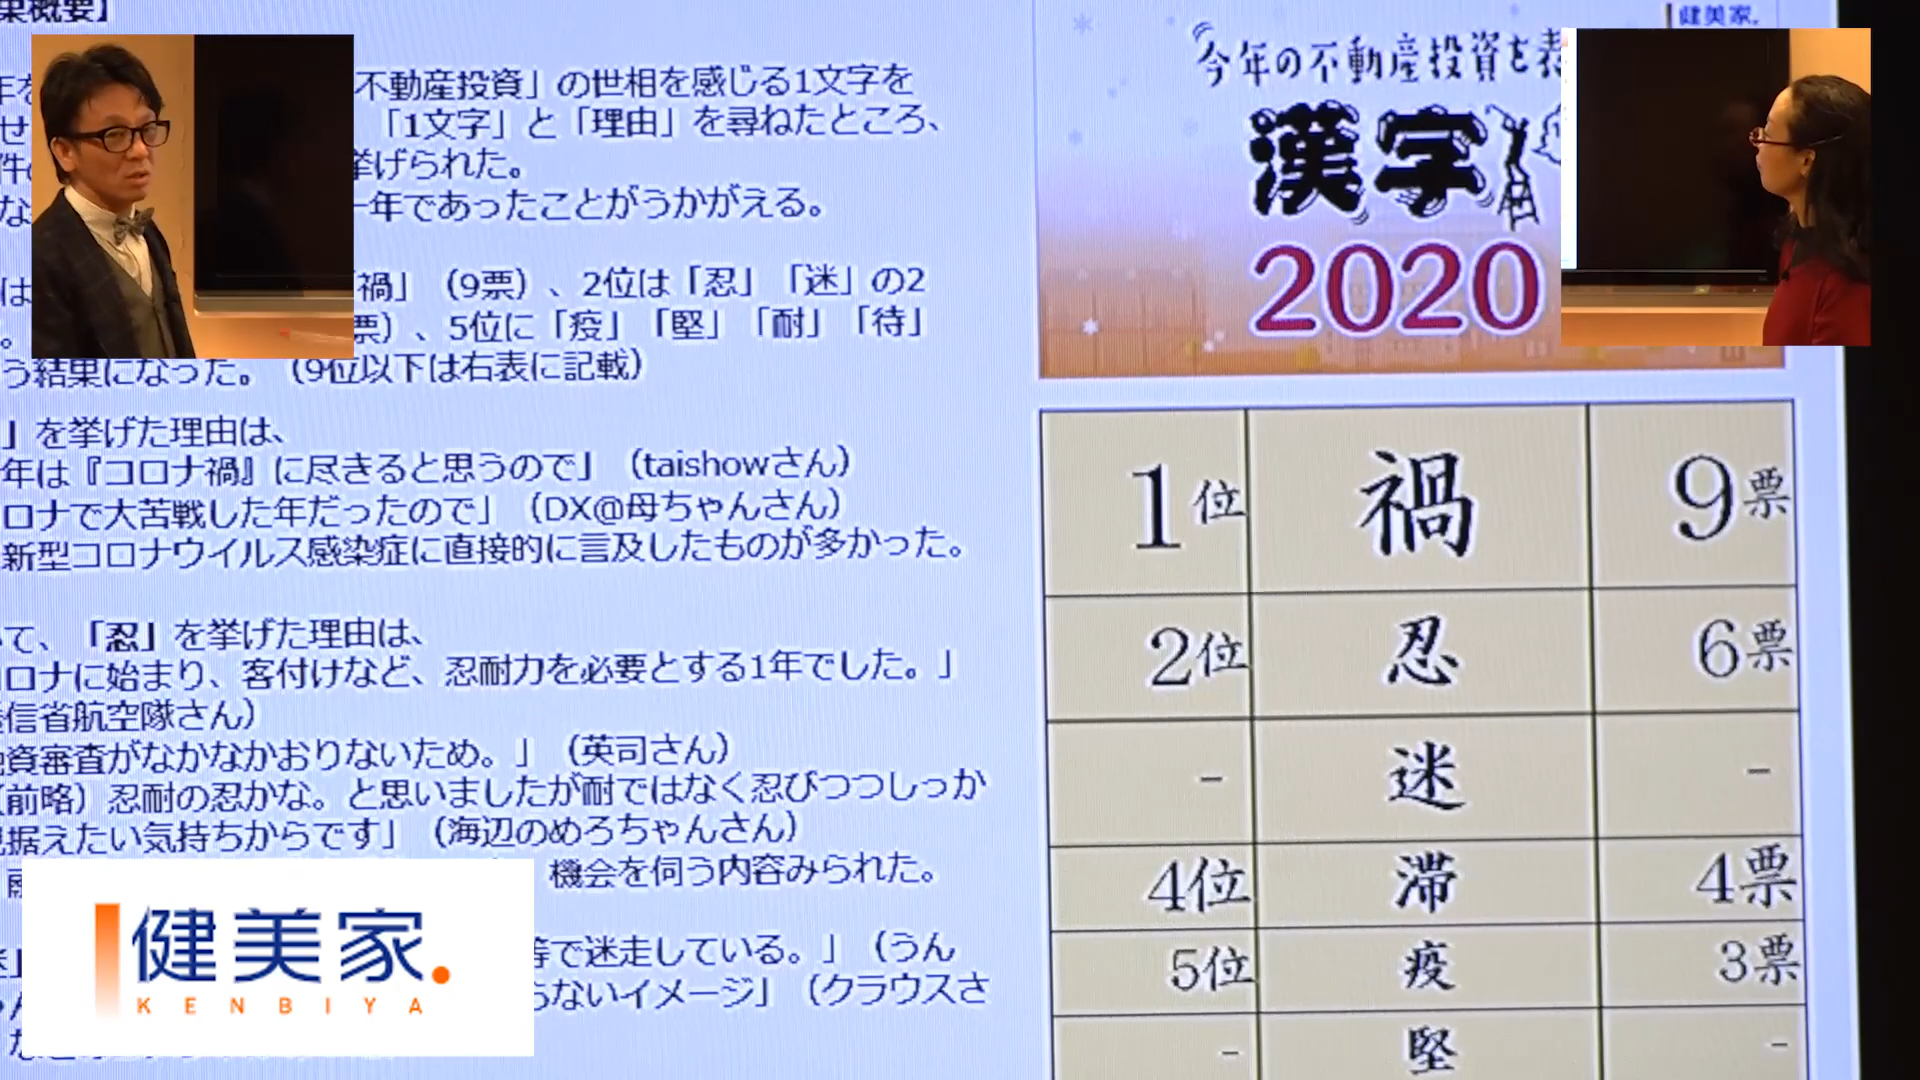 果概要】
不動産投資」の世相を感じる1文字を
「1文字」と「理由」を尋ねたところ、
挙げられた。
一年であったことがうかがえる。
禍」（9票）、2位は「忍」「迷」の2
票）、5位に「疫」「堅」「耐」「待」
う結果になった。（9位以下は右表に記載）
」を挙げた理由は、
年は『コロナ禍』に尽きると思うので」（taishowさん）
ロナで大苦戦した年だったので」（DX@母ちゃんさん）
新型コロナウイルス感染症に直接的に言及したものが多かった。
いて、「忍」を挙げた理由は、
ロナに始まり、客付けなど、忍耐力を必要とする1年でした。」
信省航空隊さん）
資審査がなかなかおりないため。」（英司さん）
（前略）忍耐の忍かな。と思いましたが耐ではなく忍びつつしっか
据えたい気持ちからです」（海辺のめろちゃんさん）
機会を伺う内容みられた。
等で迷走している。」（うん
らないイメージ」（クラウスさ
健美家.
KENBIYA
健美家.
今年の不動産投資を表
漢字
2020
1位 禍 9票
2位 忍 6票
- 迷 -
4位 滞 4票
5位 疫 3票
- 堅 -